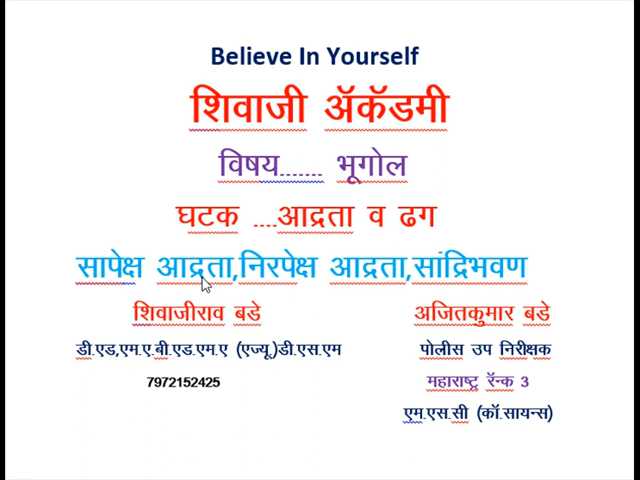 Believe In Yourself
शिवाजी ॲकॅडमी
विषय....... भूगोल
घटक ....आद्रता व ढग
सापेक्ष आद्रता,निरपेक्ष आद्रता,सांद्रिभवण
शिवाजीराव बडे
डी.एड,एम.ए.बी.एड.एम.ए (एज्यू.)डी.एस.एम
7972152425
अजितकुमार बडे
पोलीस उप निरीक्षक
महाराष्ट्र रॅन्क 3
एम.एस.सी (कॉ.सायन्स)